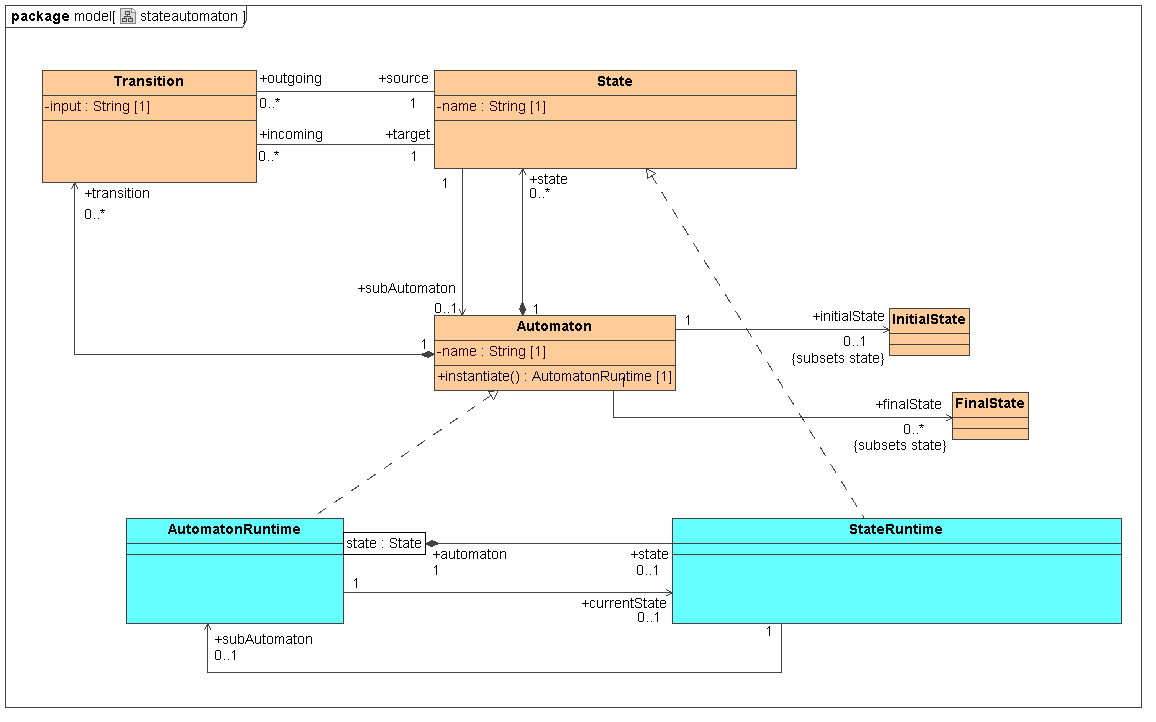 package model[ stateautomaton ]
Transition
-input : String [1]
+outgoing
0..*
+source
1
+incoming
0..*
+target
1
State
-name : String [1]
+transition
0..*
1
+state
0..*
+subAutomaton
0..1
1
1
Automaton
-name : String [1]
+instantiate() : AutomatonRuntime [1]
1
+initialState
0..1
{subsets state}
InitialState
1
+finalState
0..*
{subsets state}
FinalState
AutomatonRuntime
state : State
+automaton
1
+state
0..1
StateRuntime
1
+currentState
0..1
+subAutomaton
0..1
1